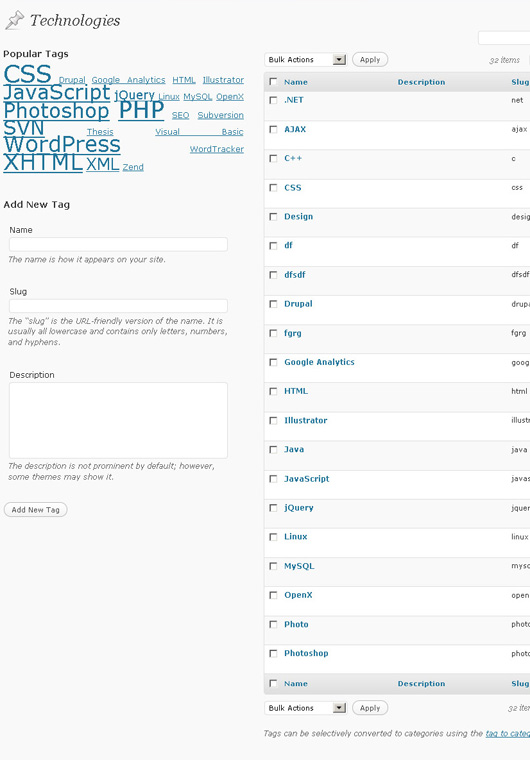 Technologies
Popular Tags
CSS Drupal Google Analytics HTML Illustrator
JavaScript jQuery Linux MySQL OpenX
Photoshop PHP SEO Subversion
SVN Thesis Visual Basic
WordPress WordTracker
XHTML XML Zend
Add New Tag
Name
The name is how it appears on your site.
Slug
The "slug" is the URL-friendly version of the name. It is
usually all lowercase and contains only letters, numbers,
and hyphens.
Description
The description is not prominent by default; however,
some themes may show it.
Add New Tag
Bulk Actions Apply 32 items
Name Description Slug
.NET net
AJAX ajax
C++ c
CSS css
Design desig
df df
dfsdf dfsdf
Drupal drupa
fgrg fgrg
Google Analytics goog
HTML html
Illustrator illustr
Java java
JavaScript javas
jQuery jquer
Linux linux
MySQL mysq
OpenX open
Photo photo
Photoshop photo
Name Description Slug
Bulk Actions Apply 32 item
Tags can be selectively converted to categories using the tag to categ